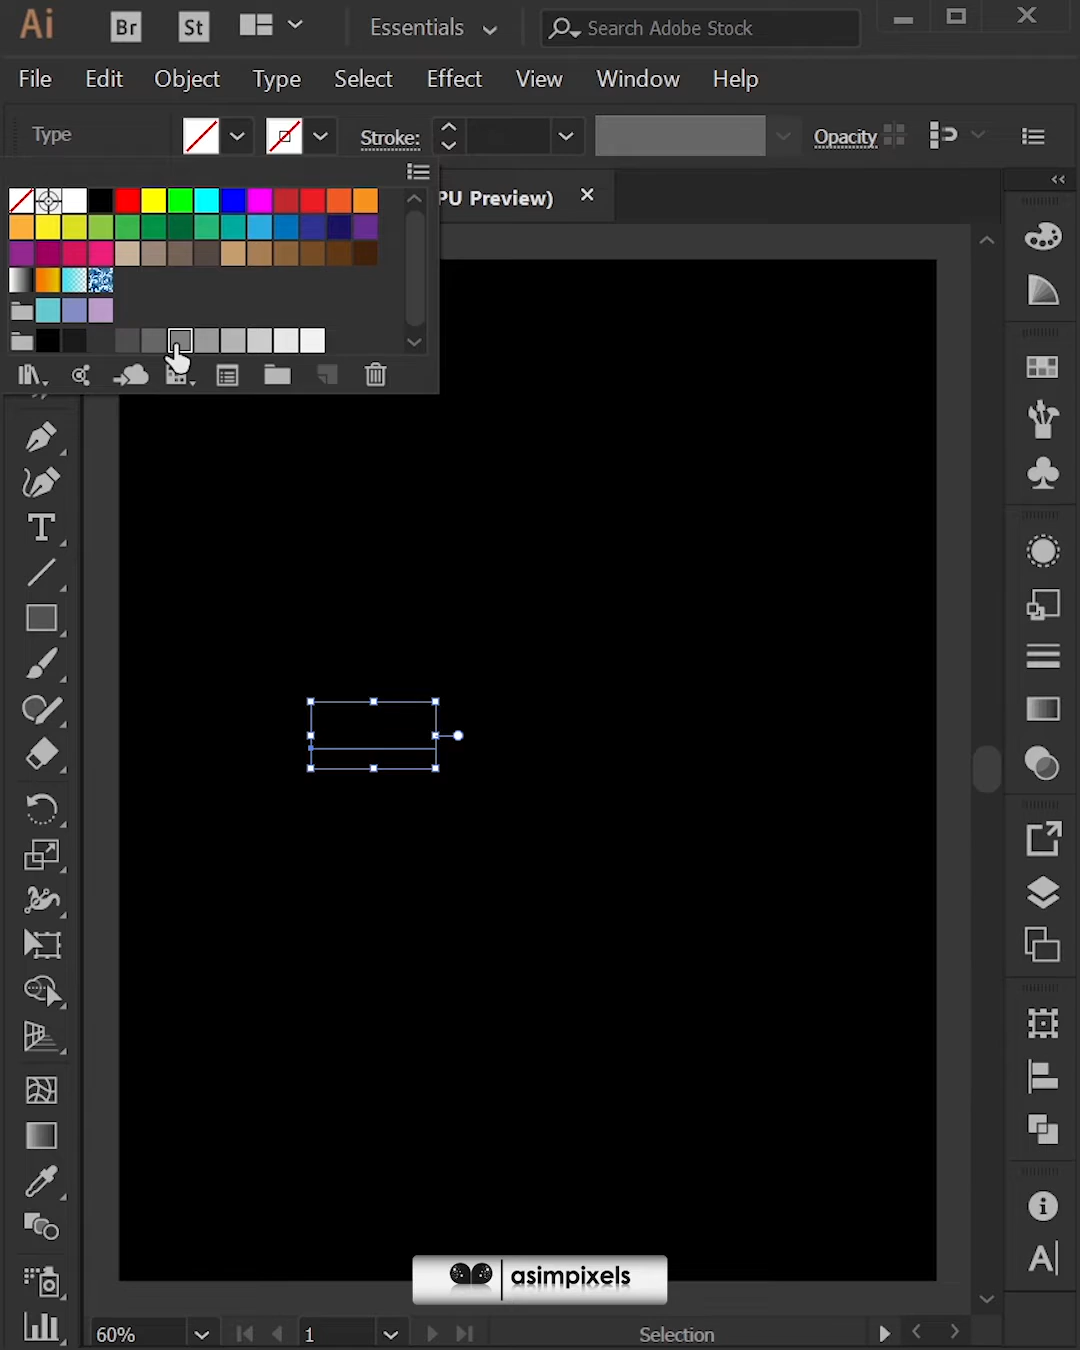 Ai Br St Essentials Search Adobe Stock
File Edit Object Type Select Effect View Window Help
Type Stroke: Opacity
PU Preview)
asimpixels
60% 1 Selection